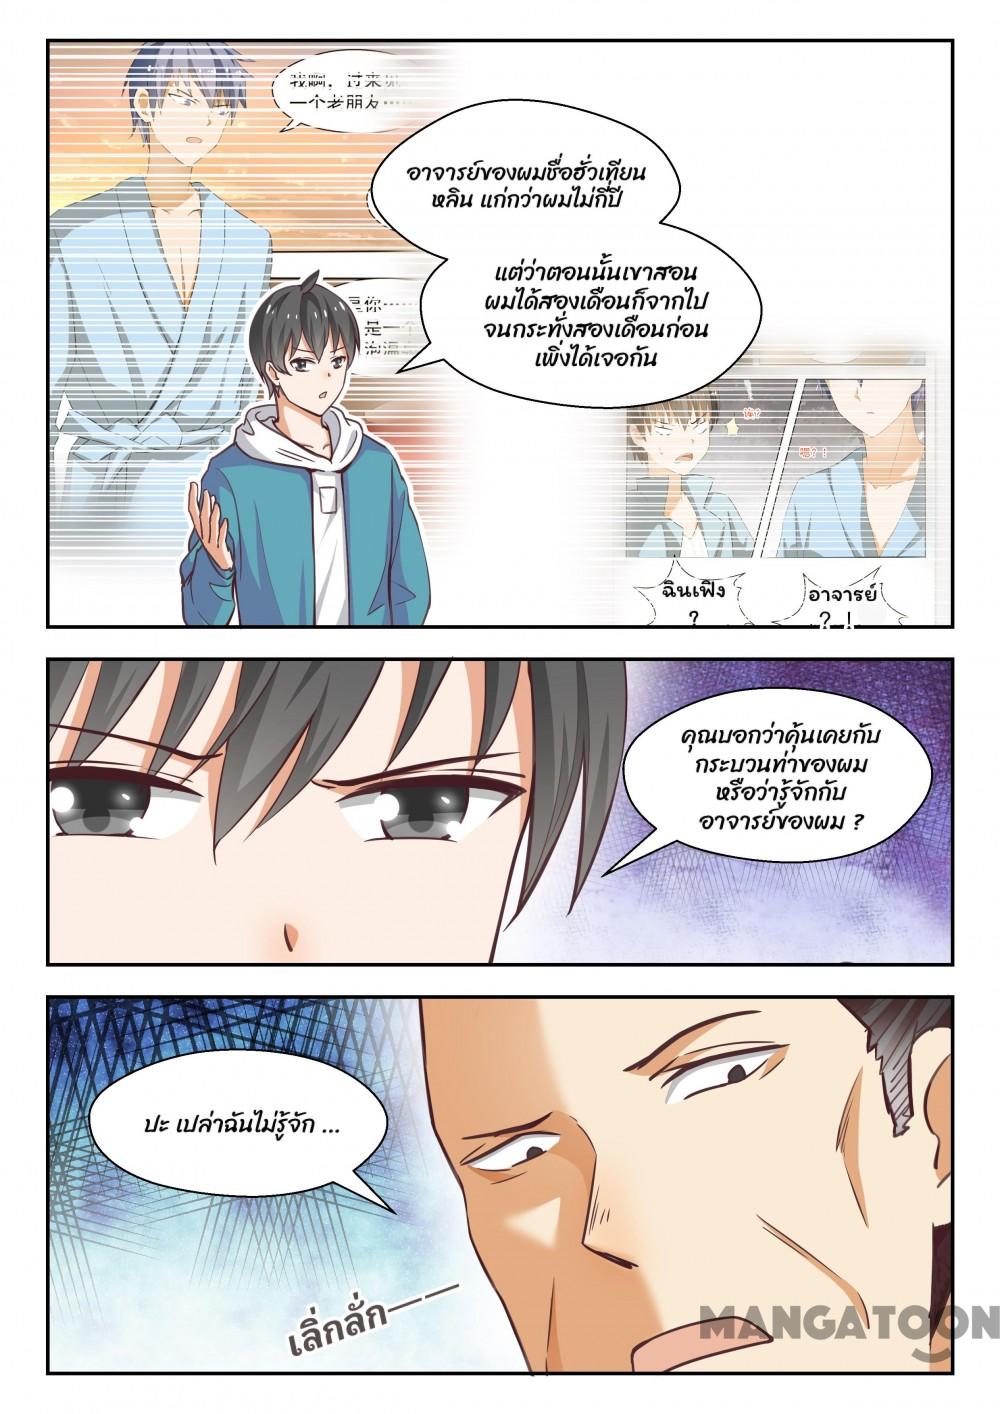 我啊，过来见
一个老朋友……
อาจารย์ของผมชื่อฮั่วเทียน
หลิน แก่กว่าผมไม่กี่ปี
แต่ว่าตอนนั้นเขาสอน
ผมได้สองเดือนก็จากไป
จนกระทั่งสองเดือนก่อน
เพิ่งได้เจอกัน
是你……
是一个
泡温
诶？
嗯？！
ฉินเฟิง
?
อาจารย์
? !
คุณบอกว่าคุ้นเคยกับ
กระบวนท่าของผม
หรือว่ารู้จักกับ
อาจารย์ของผม ?
ปะ เปล่าฉันไม่รู้จัก ...
เลิ่กลั่ก——
MANGATOON